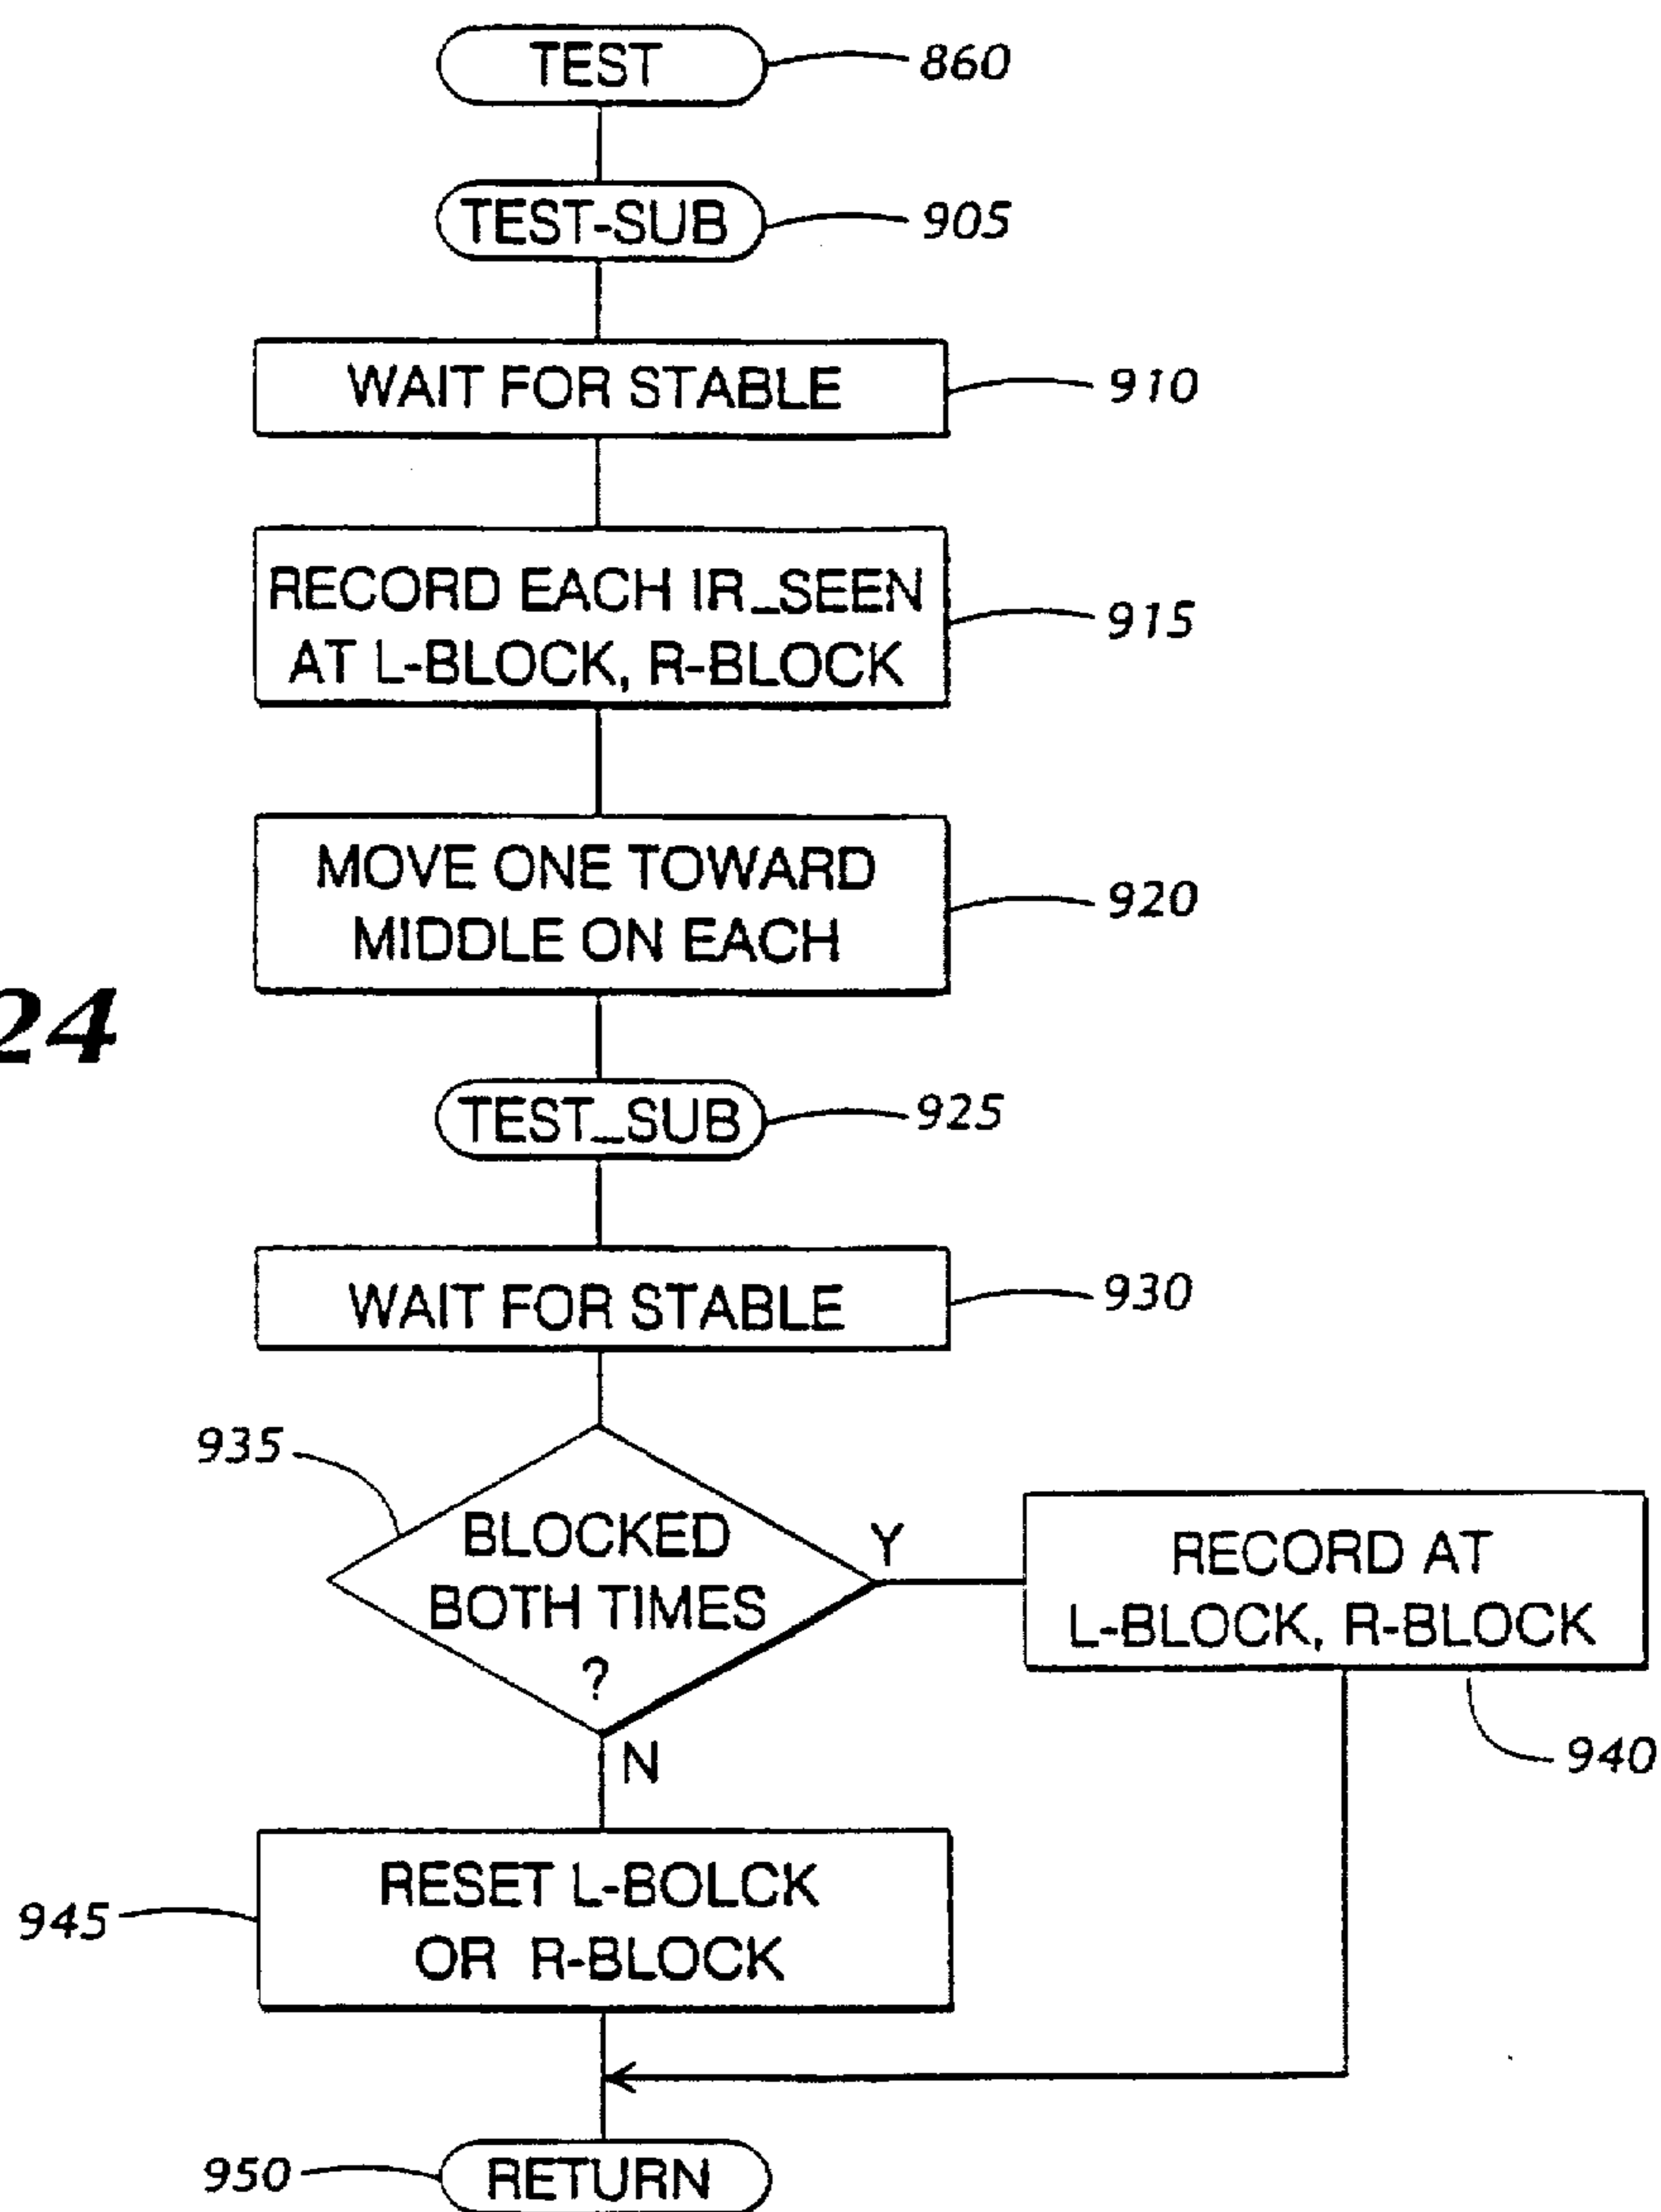 TEST
860
TEST-SUB
905
WAIT FOR STABLE
910
RECORD EACH IR_SEEN
AT L-BLOCK, R-BLOCK
915
MOVE ONE TOWARD
MIDDLE ON EACH
920
24
TEST_SUB
925
WAIT FOR STABLE
930
935
BLOCKED
BOTH TIMES
?
Y
N
RECORD AT
L-BLOCK, R-BLOCK
940
RESET L-BOLCK
OR R-BLOCK
945
RETURN
950